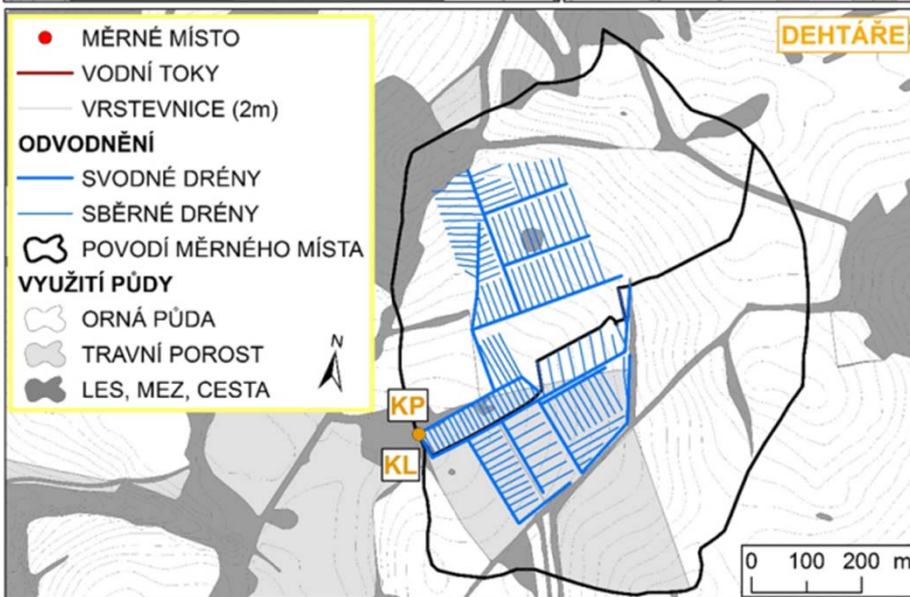 DEHTÁŘE
MĚRNÉ MÍSTO
VODNÍ TOKY
VRSTEVNICE (2m)
ODVODNĚNÍ
SVODNÉ DRÉNY
SBĚRNÉ DRÉNY
POVODÍ MĚRNÉHO MÍSTA
VYUŽITÍ PŮDY
ORNÁ PŮDA
TRAVNÍ POROST
LES, MEZ, CESTA
N
KP
KL
0 100 200 m